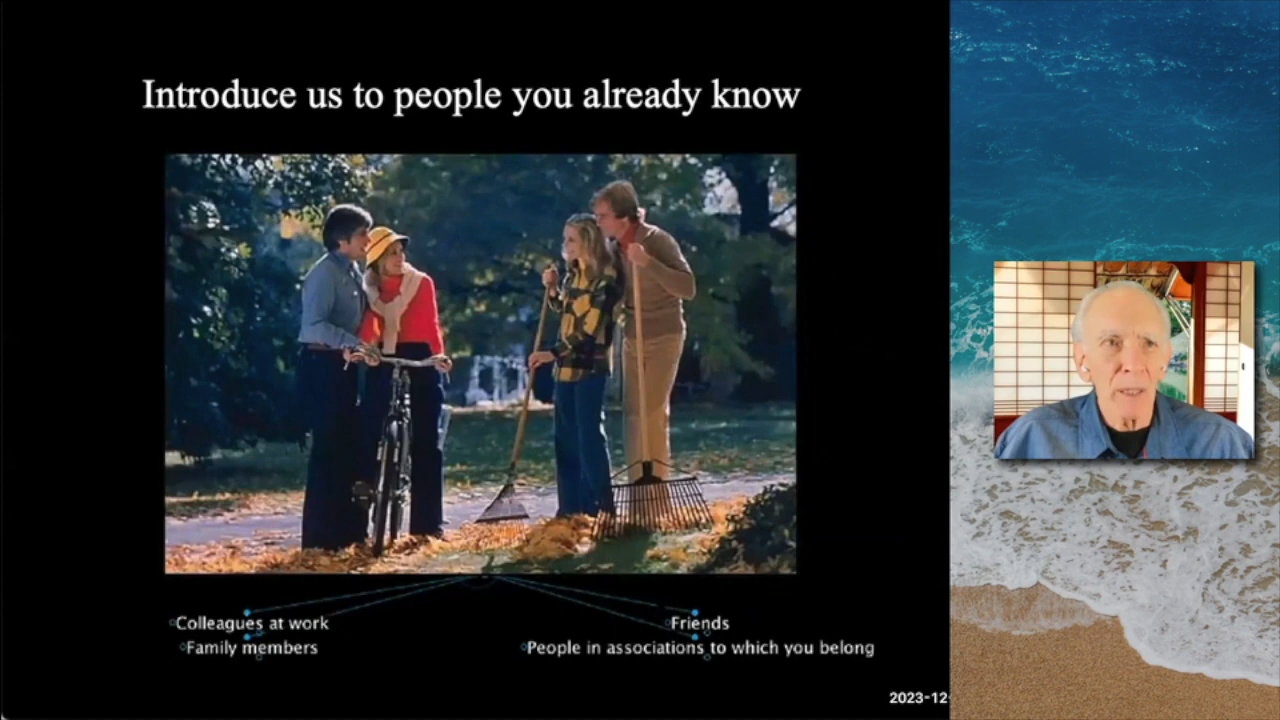 Introduce us to people you already know
Colleagues at work
Friends
Family members
People in associations to which you belong
2023-12-